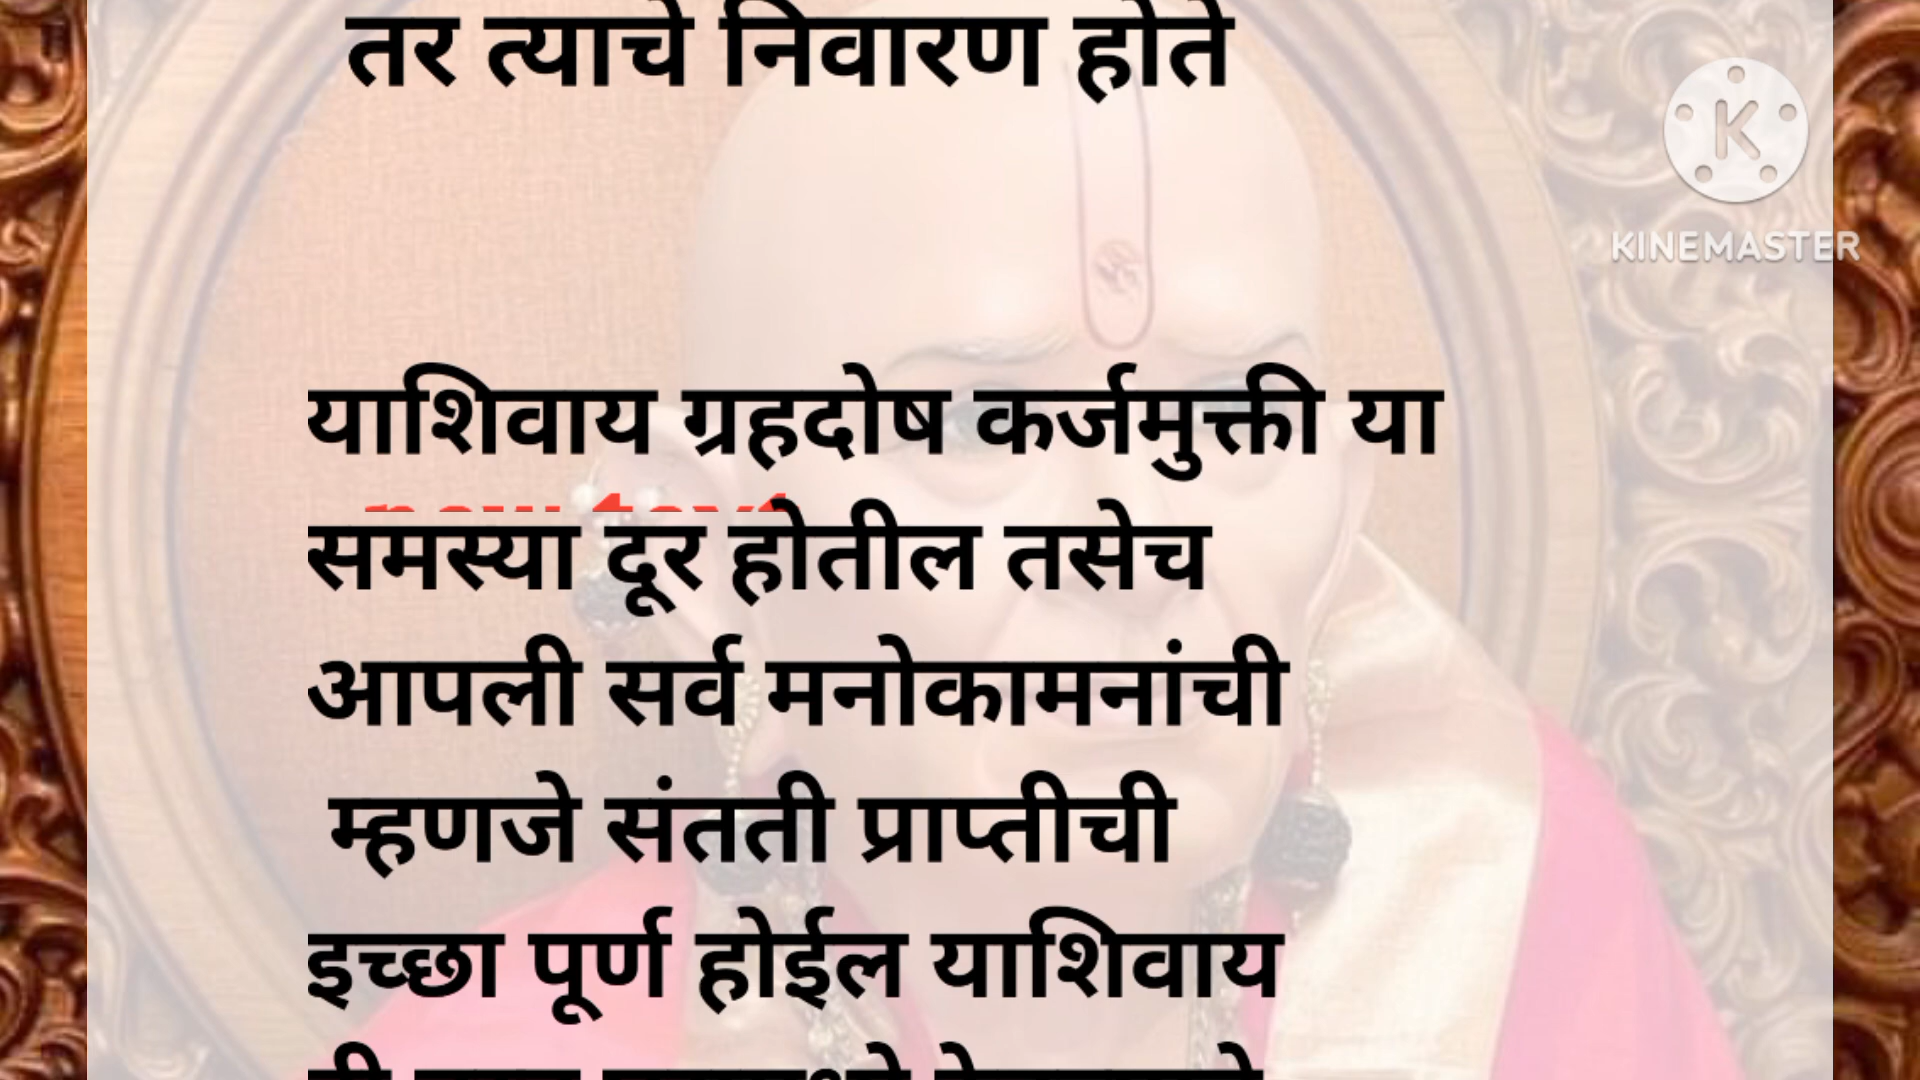 तर त्याचे निवारण होते
KINEMASTER
याशिवाय ग्रहदोष कर्जमुक्ती या
समस्या दूर होतील तसेच
आपली सर्व मनोकामनांची
म्हणजे संतती प्राप्तीची
इच्छा पूर्ण होईल याशिवाय